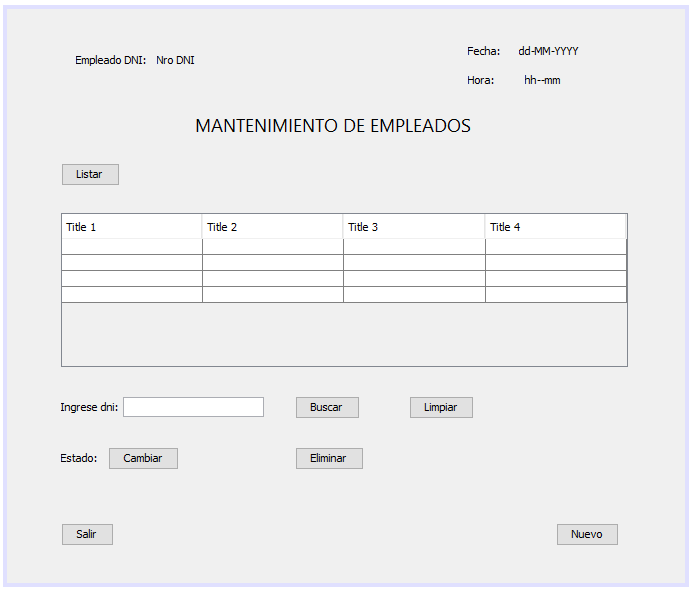 Fecha: dd-MM-YYYY
Empleado DNI: Nro DNI
Hora: hh--mm
MANTENIMIENTO DE EMPLEADOS
Listar
Title 1 Title 2 Title 3 Title 4
Ingrese dni: Buscar Limpiar
Estado: Cambiar Eliminar
Salir Nuevo